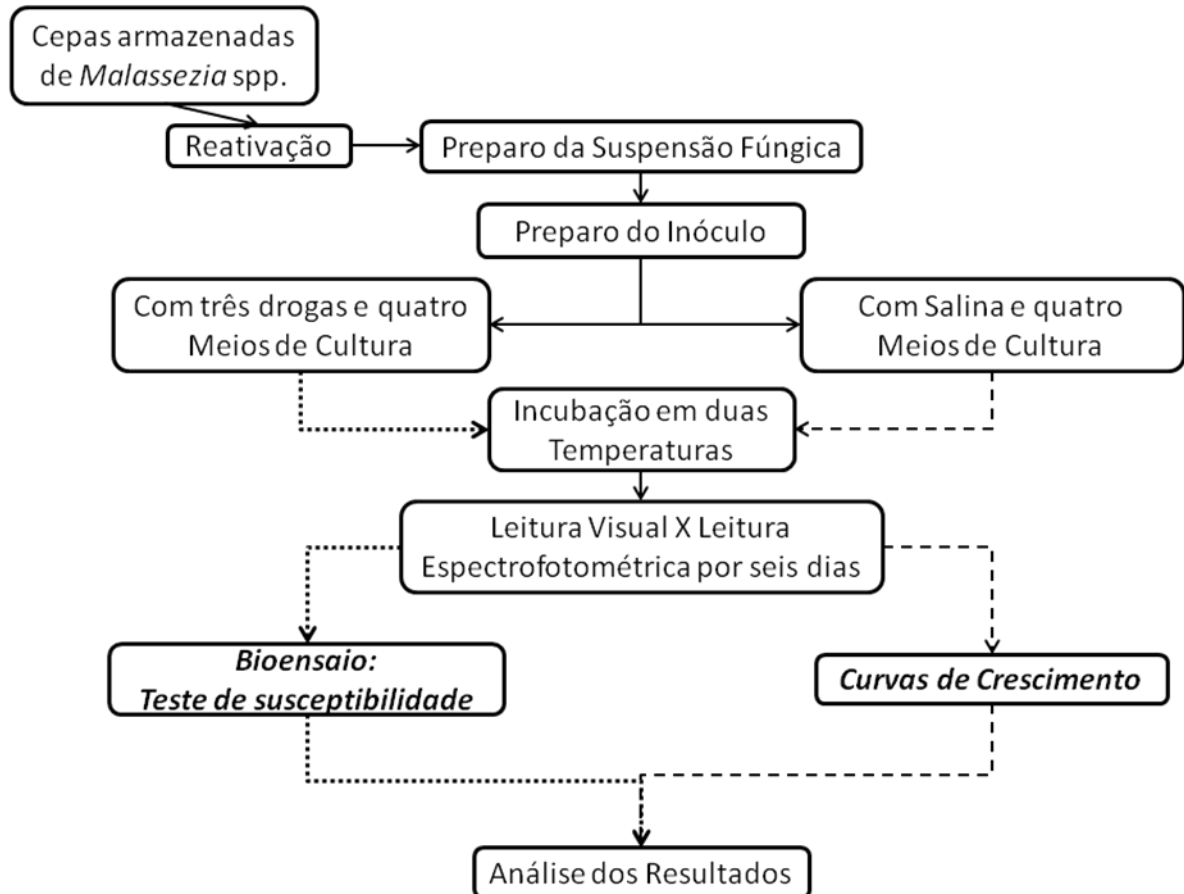 Cepas armazenadas
de Malassezia spp.
Reativação
Preparo da Suspensão Fúngica
Preparo do Inóculo
Com três drogas e quatro
Meios de Cultura
Com Salina e quatro
Meios de Cultura
Incubação em duas
Temperaturas
Leitura Visual X Leitura
Espectrofotométrica por seis dias
Bioensaio:
Teste de susceptibilidade
Curvas de Crescimento
Análise dos Resultados